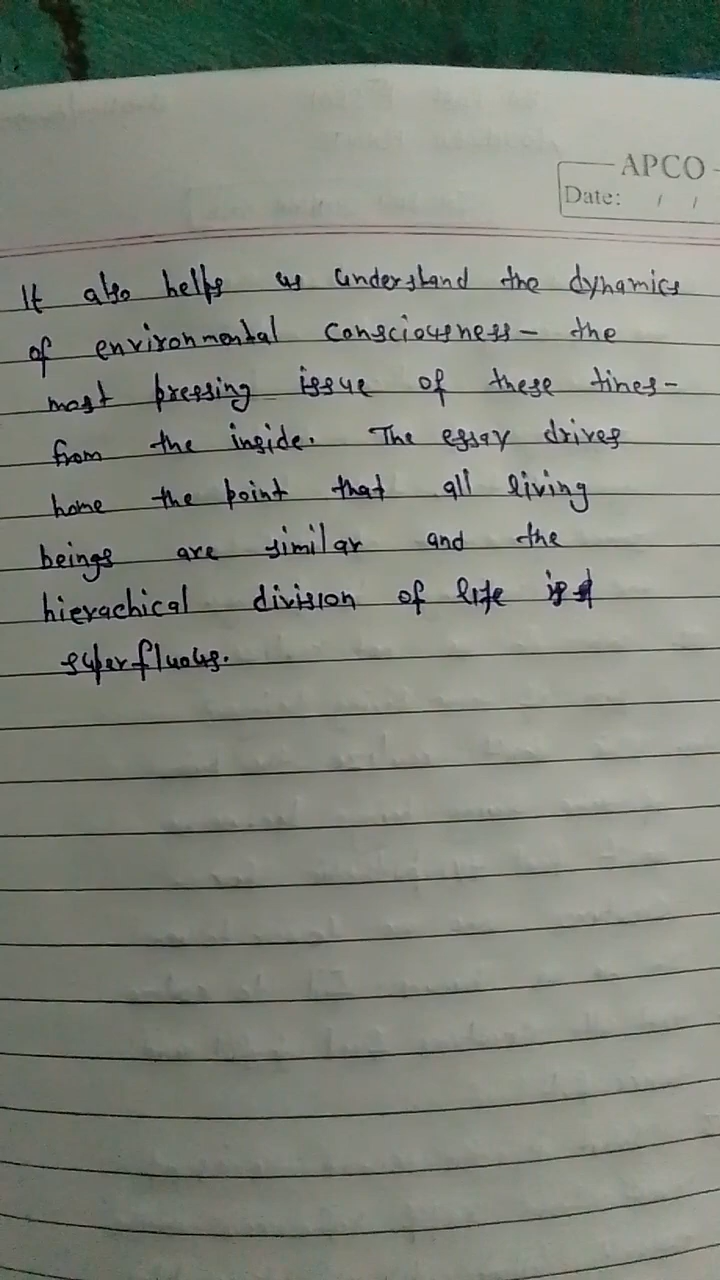 APCO
Date: / /
It also helps us understand the dynamics
of environmental consciousness- the
most pressing issue of these times-
from the inside. The essay drives
home the point that all living
beings are similar and the
hierachical division of life is
superfluous.